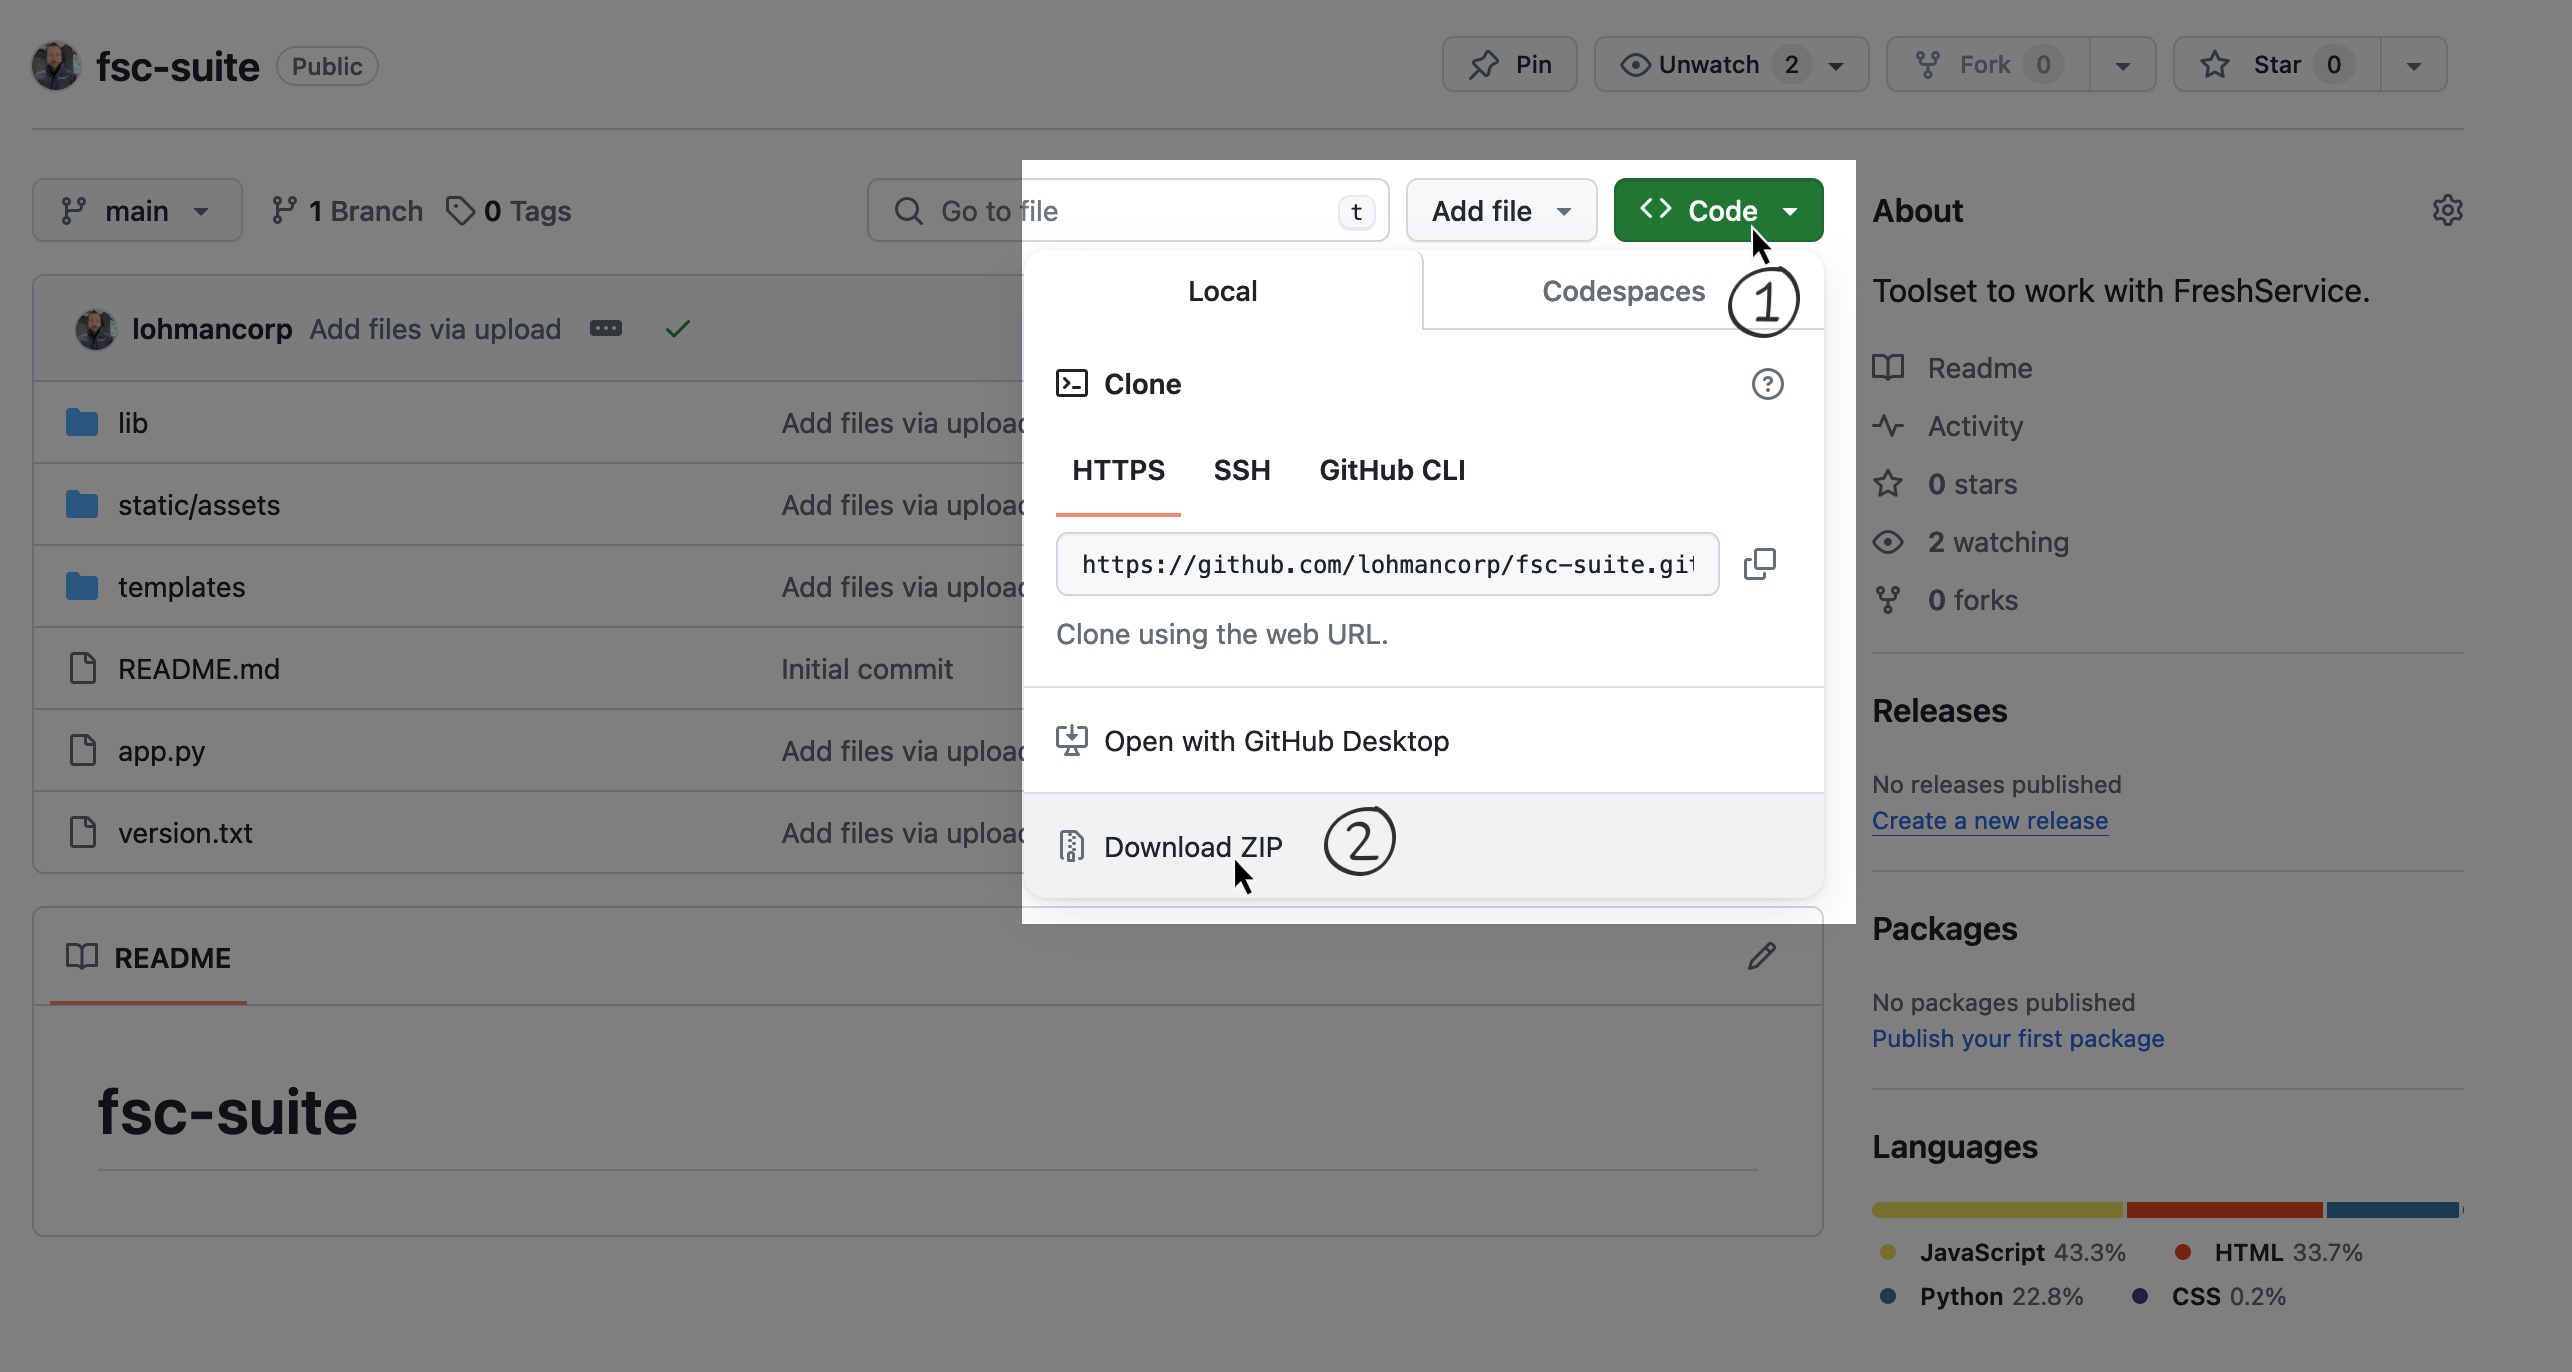 fsc-suite Public Pin Unwatch 2 Fork 0 Star 0
main 1 Branch 0 Tags Go to file t Add file Code
lohmancorp Add files via upload
lib Add files via upload
static/assets Add files via upload
templates Add files via upload
README.md Initial commit
app.py Add files via upload
version.txt Add files via upload
Local Codespaces 1
Clone
HTTPS SSH GitHub CLI
https://github.com/lohmancorp/fsc-suite.git
Clone using the web URL.
Open with GitHub Desktop
Download ZIP 2
README
fsc-suite
About
Toolset to work with FreshService.
Readme
Activity
0 stars
2 watching
0 forks
Releases
No releases published
Create a new release
Packages
No packages published
Publish your first package
Languages
JavaScript 43.3% HTML 33.7%
Python 22.8% CSS 0.2%